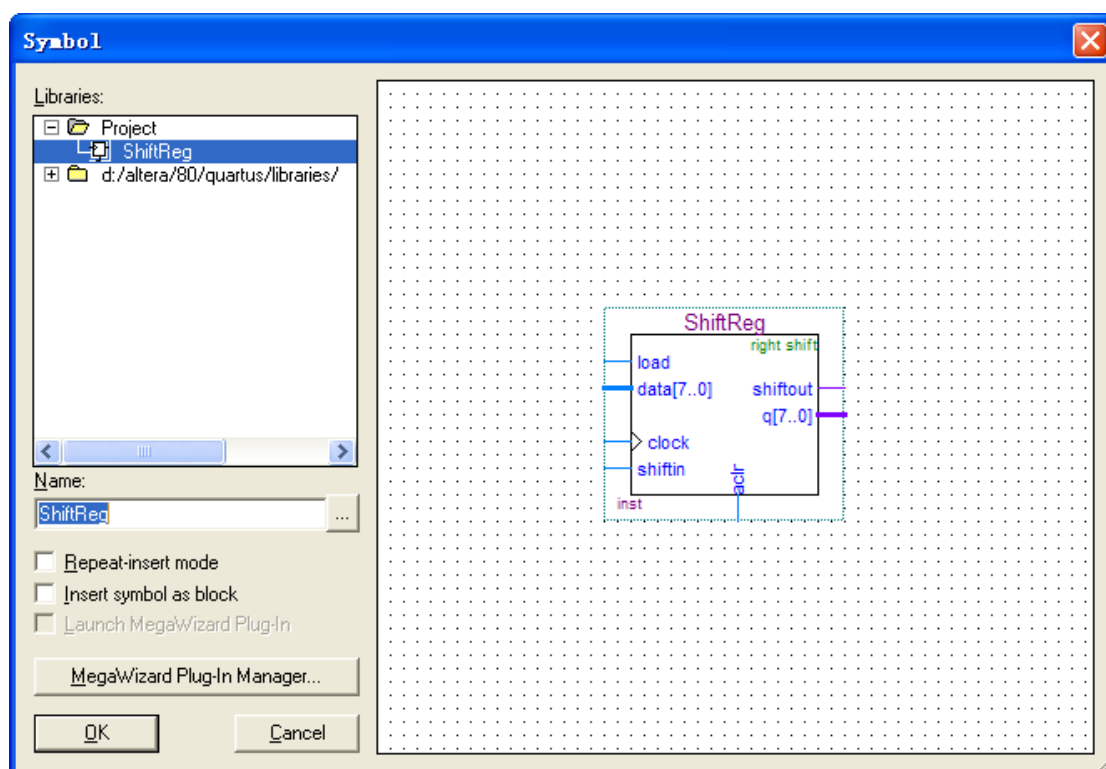 Symbol
Libraries:
Project
ShiftReg
d:/altera/80/quartus/libraries/
Name:
ShiftReg
...
Repeat-insert mode
Insert symbol as block
Launch MegaWizard Plug-In
MegaWizard Plug-In Manager...
OK
Cancel
ShiftReg
right shift
load
data[7..0]
shiftout
q[7..0]
clock
shiftin
aclr
inst